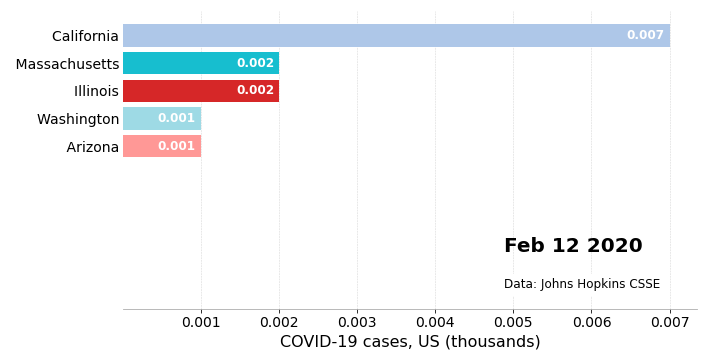 California 0.007
Massachusetts 0.002
Illinois 0.002
Washington 0.001
Arizona 0.001
Feb 12 2020
Data: Johns Hopkins CSSE
0.001 0.002 0.003 0.004 0.005 0.006 0.007
COVID-19 cases, US (thousands)